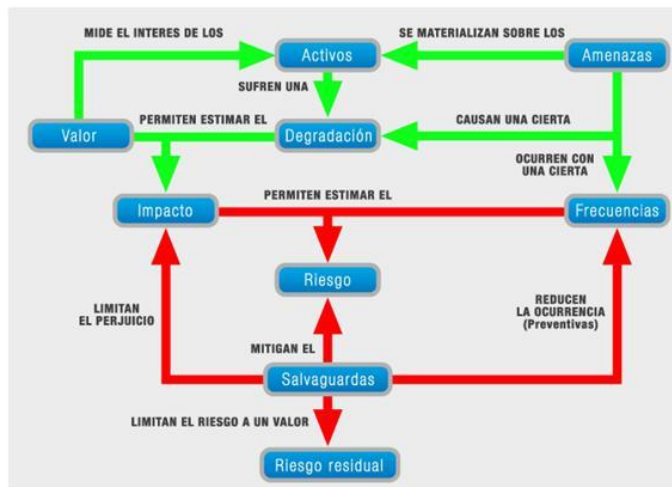 MIDE EL INTERES DE LOS
SE MATERIALIZAN SOBRE LOS
Activos
Amenazas
SUFREN UNA
PERMITEN ESTIMAR EL
CAUSAN UNA CIERTA
Valor
Degradación
OCURREN CON
UNA CIERTA
PERMITEN ESTIMAR EL
Impacto
Frecuencias
Riesgo
LIMITAN
EL PERJUICIO
REDUCEN
LA OCURRENCIA
(Preventivas)
MITIGAN EL
Salvaguardas
LIMITAN EL RIESGO A UN VALOR
Riesgo residual